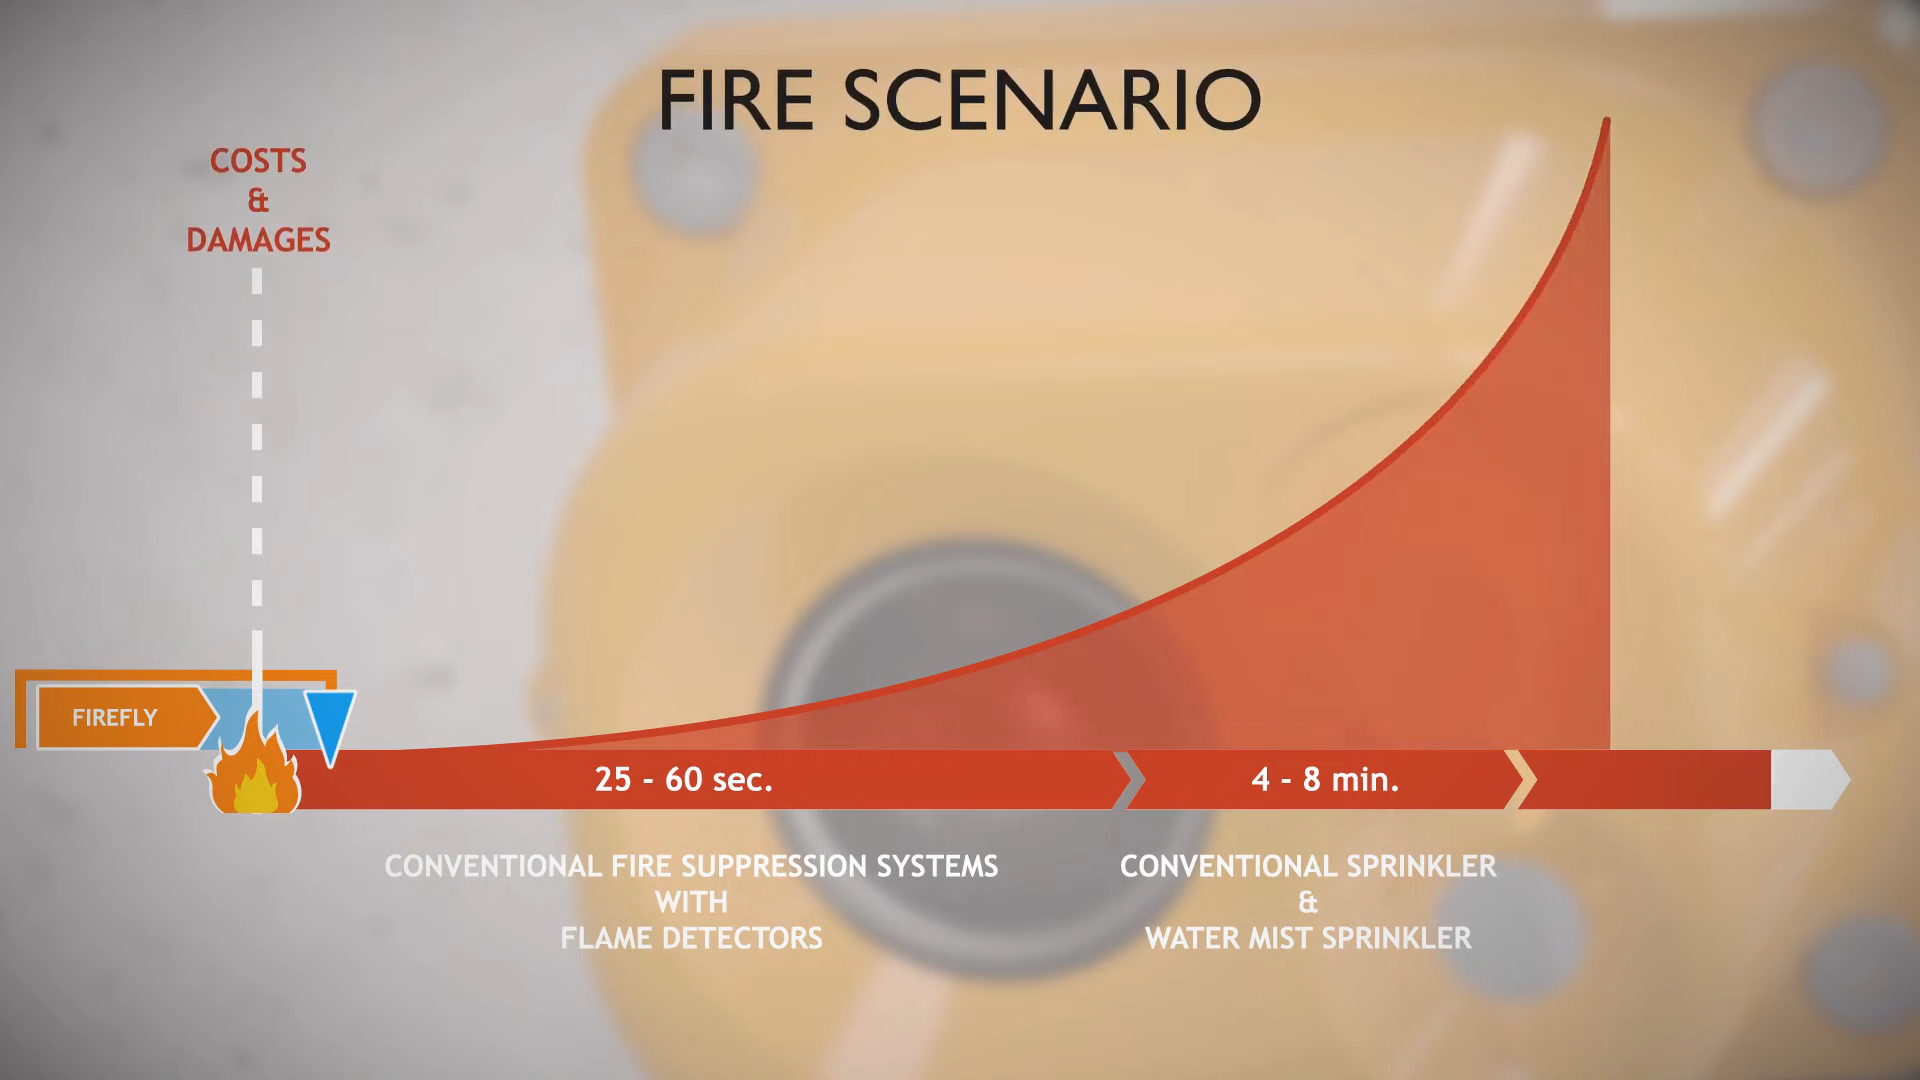 FIRE SCENARIO
COSTS
&
DAMAGES
FIREFLY
25 - 60 sec.
4 - 8 min.
CONVENTIONAL FIRE SUPPRESSION SYSTEMS
WITH
FLAME DETECTORS
CONVENTIONAL SPRINKLER
&
WATER MIST SPRINKLER